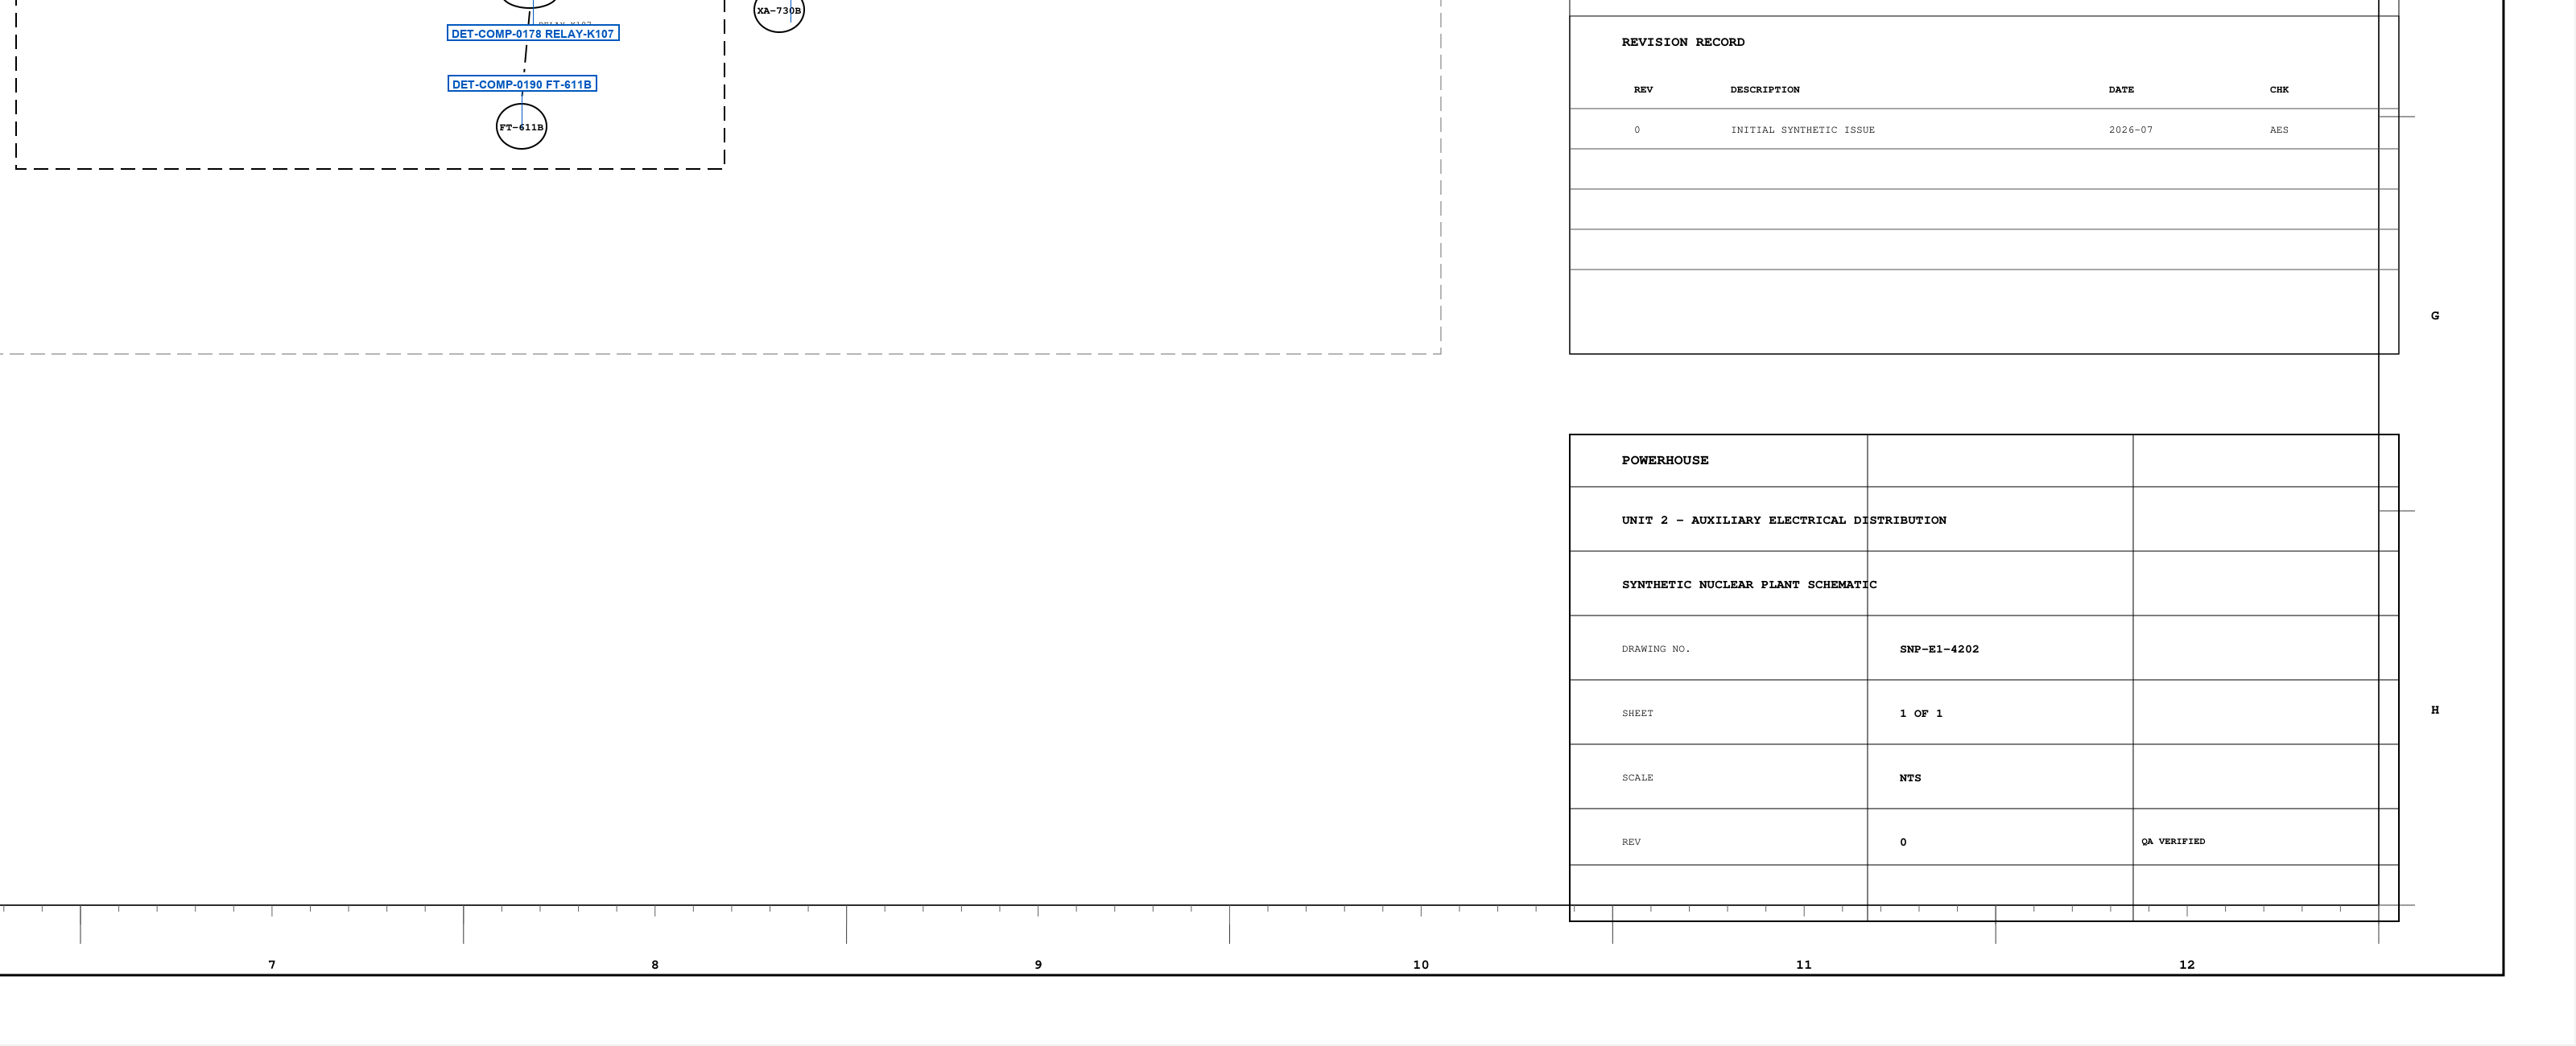 XA-730B
DET-COMP-0178 RELAY-K107
DET-COMP-0190 FT-611B
FT-611B
REVISION RECORD
REV DESCRIPTION DATE CHK
0 INITIAL SYNTHETIC ISSUE 2026-07 AES
G
POWERHOUSE
UNIT 2 - AUXILIARY ELECTRICAL DISTRIBUTION
SYNTHETIC NUCLEAR PLANT SCHEMATIC
DRAWING NO. SNP-E1-4202
SHEET 1 OF 1
H
SCALE NTS
REV 0 QA VERIFIED
7 8 9 10 11 12